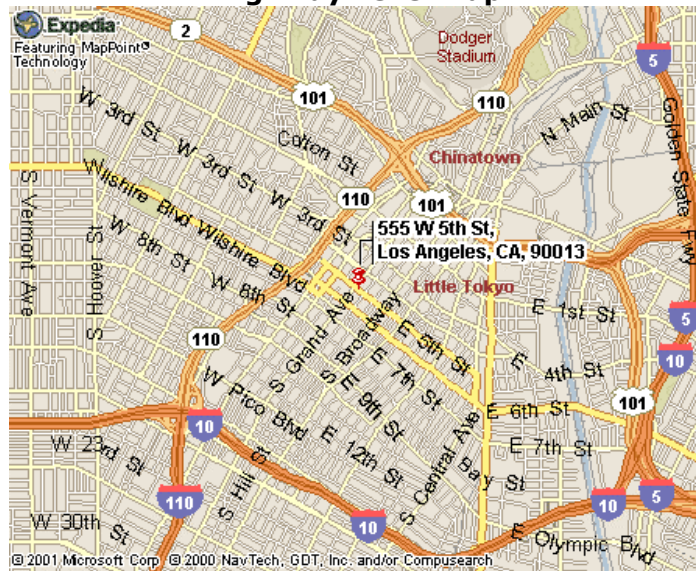 Expedia
Featuring MapPoint®
Technology
2
Dodger
Stadium
5
101
110
W 3rd St
W 3rd St
W 3rd St
Colton St
N Main St
Golden State Fwy
Chinatown
S Vermont Ave
Wilshire Blvd
Wilshire Blvd
110
101
555 W 5th St,
Los Angeles, CA, 90013
S Hoover St
W 8th St
W 8th St
Little Tokyo
S Grand Ave
S Broadway
E 1st St
5
E 5th St
110
E 7th St
E 4th St
10
E 9th St
W Pico Blvd
101
E 6th St
10
E 12th St
S Central Ave
E 7th St
W 23rd St
S Hill St
Bay St
110
10
5
W 30th St
10
E Olympic Blvd
© 2001 Microsoft Corp © 2000 NavTech, GDT, Inc. and/or Compusearch